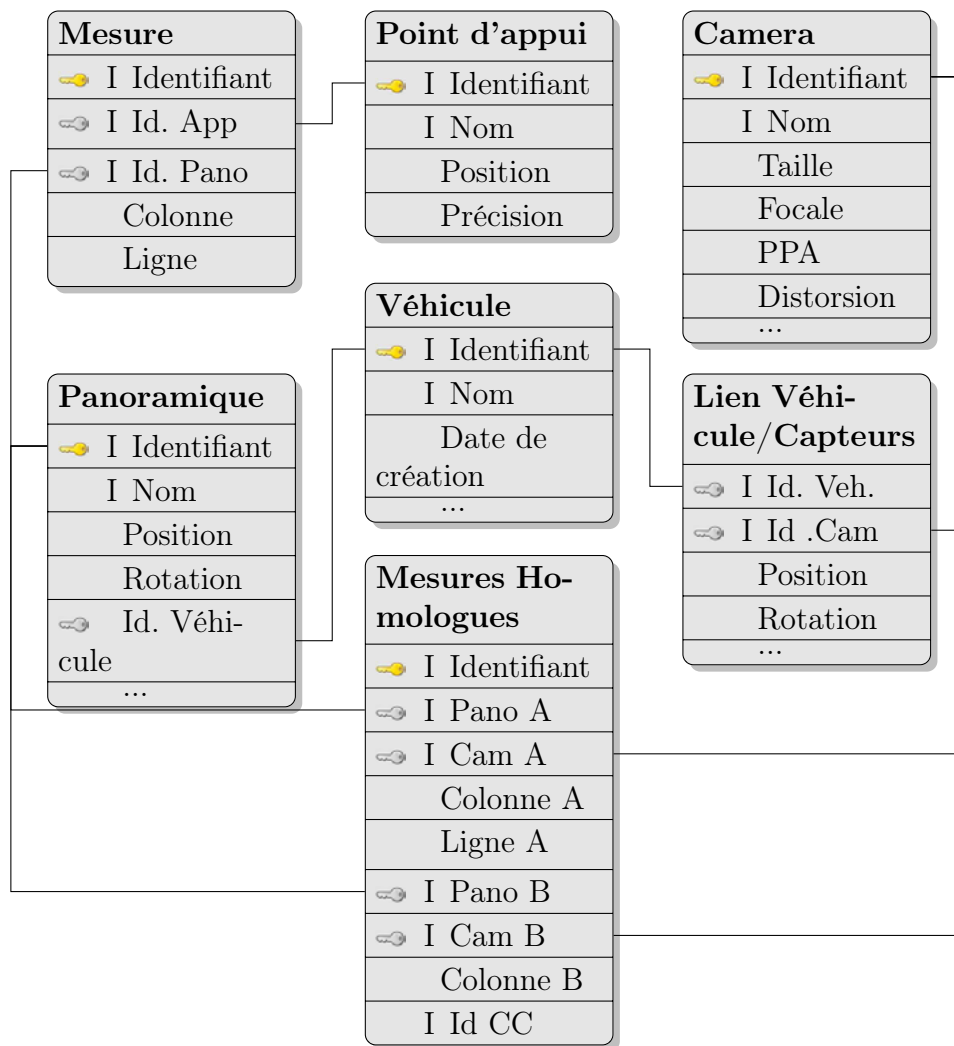 Mesure
I Identifiant
I Id. App
I Id. Pano
Colonne
Ligne
Point d'appui
I Identifiant
I Nom
Position
Précision
Camera
I Identifiant
I Nom
Taille
Focale
PPA
Distorsion
...
Véhicule
I Identifiant
I Nom
Date de
création
...
Panoramique
I Identifiant
I Nom
Position
Rotation
Id. Véhi-
cule
...
Lien Véhi-
cule/Capteurs
I Id. Veh.
I Id .Cam
Position
Rotation
...
Mesures Ho-
mologues
I Identifiant
I Pano A
I Cam A
Colonne A
Ligne A
I Pano B
I Cam B
Colonne B
I Id CC